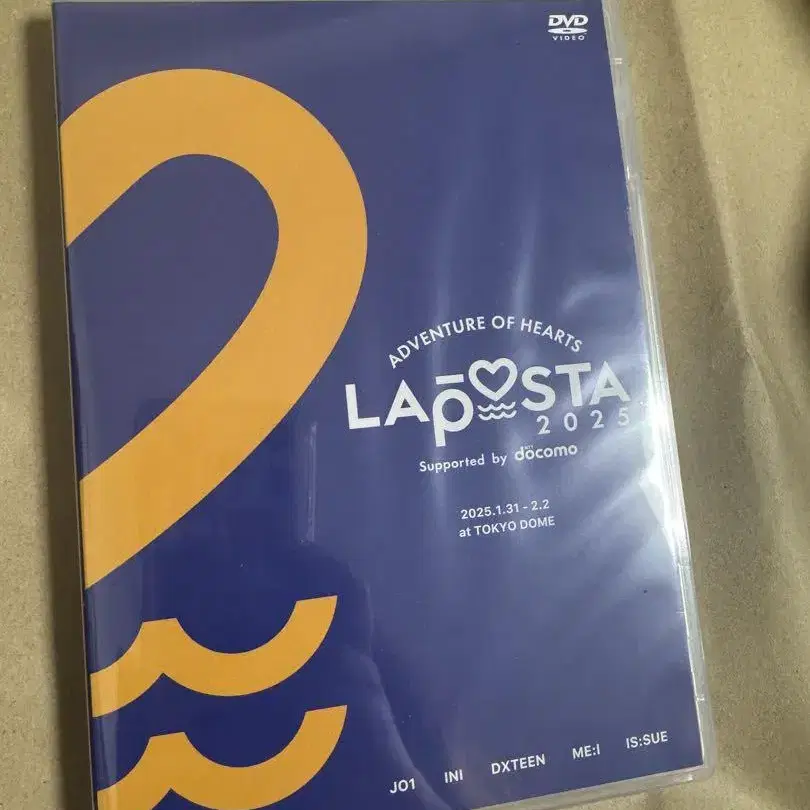 DVD
VIDEO
ADVENTURE OF HEARTS
LAPOSTA
2025
Supported by döcomo
2025.1.31 - 2.2
at TOKYO DOME
JO1 INI DXTEEN ME:I IS:SUE